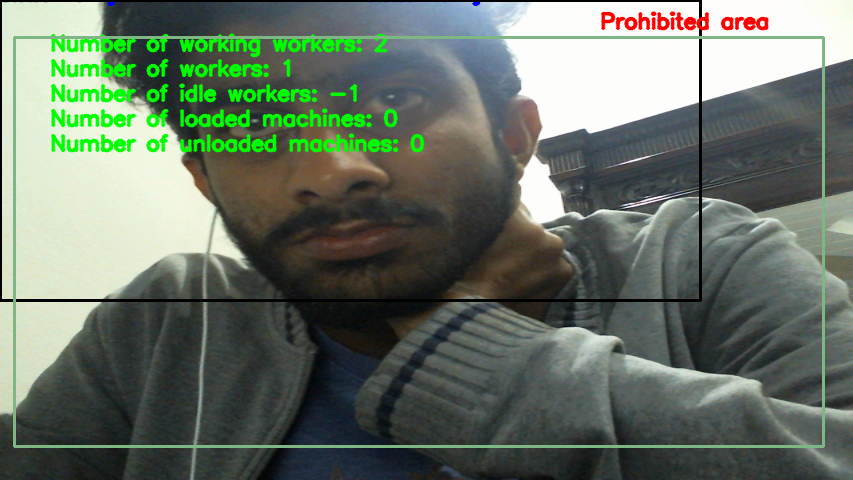 Prohibited area
Number of working workers: 2
Number of workers: 1
Number of idle workers: -1
Number of loaded machines: 0
Number of unloaded machines: 0